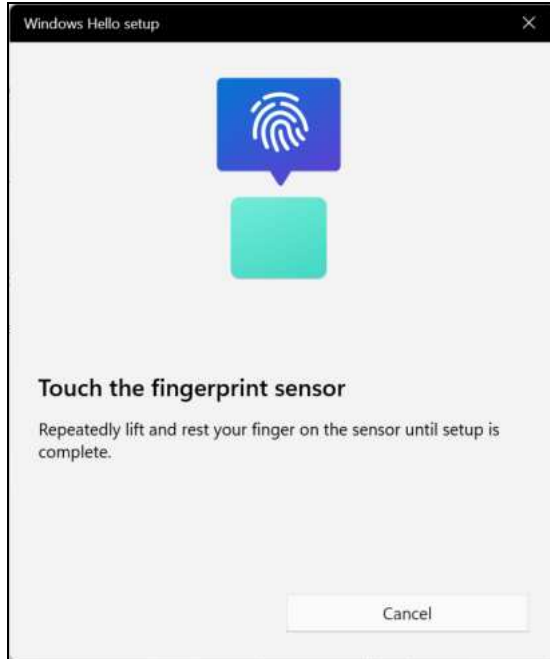 Windows Hello setup
Touch the fingerprint sensor
Repeatedly lift and rest your finger on the sensor until setup is
complete.
Cancel